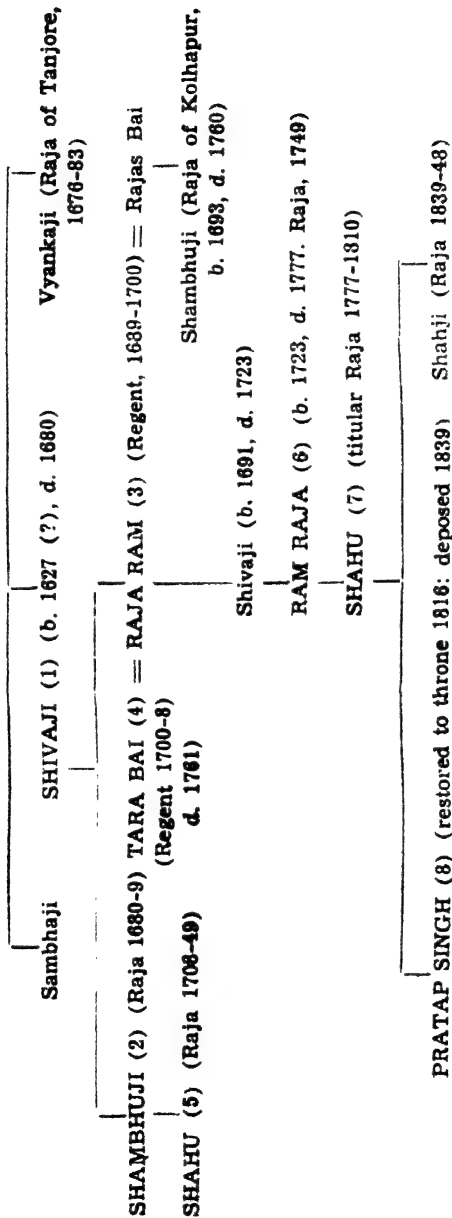 Sambhaji SHIVAJI (1) (b. 1627 (?), d. 1680) Vyankaji (Raja of Tanjore,
1676-83)
SHAMBHUJI (2) (Raja 1680-9) TARA BAI (4) = RAJA RAM (3) (Regent, 1689-1700) = Rajas Bai
(Regent 1700-8)
d. 1761)
SHAHU (5) (Raja 1708-49)
Shambhuji (Raja of Kolhapur,
b. 1693, d. 1760)
Shivaji (b. 1691, d. 1723)
RAM RAJA (6) (b. 1723, d. 1777. Raja, 1749)
SHAHU (7) (titular Raja 1777-1810)
PRATAP SINGH (8) (restored to throne 1816: deposed 1839) Shahji (Raja 1839-48)